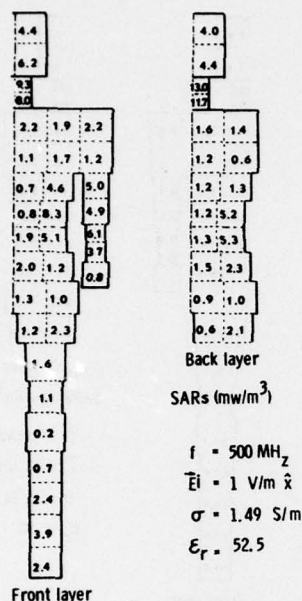 4.4
6.2
9.3
8.0
2.2 1.9 2.2
1.1 1.7 1.2
0.7 4.6 5.0
0.8 8.3 4.9
1.9 5.1 6.1
3.7
2.0 1.2 0.8
1.3 1.0
1.2 2.3
1.6
1.1
0.2
0.7
2.4
3.9
2.4
Front layer
4.0
4.4
13.0
11.7
1.6 1.4
1.2 0.6
1.2 1.3
1.2 5.2
1.3 5.3
1.5 2.3
0.9 1.0
0.6 2.1
Back layer
SARs (mw/m³)
f = 500 MHz
E̅i = 1 V/m x̂
σ = 1.49 S/m
εr = 52.5